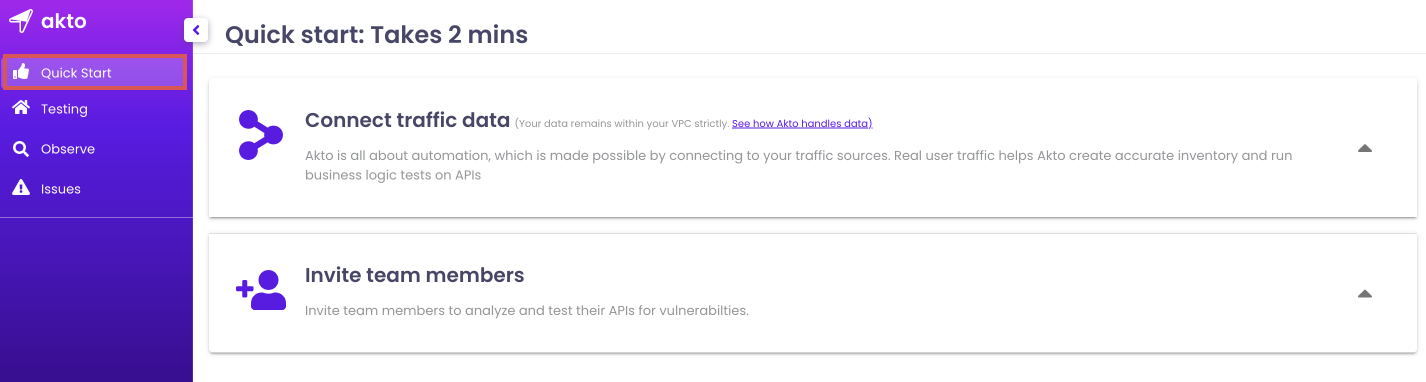 akto
Quick Start
Testing
Observe
Issues
Quick start: Takes 2 mins
Connect traffic data (Your data remains within your VPC strictly. See how Akto handles data)
Akto is all about automation, which is made possible by connecting to your traffic sources. Real user traffic helps Akto create accurate inventory and run
business logic tests on APIs
Invite team members
Invite team members to analyze and test their APIs for vulnerabilties.